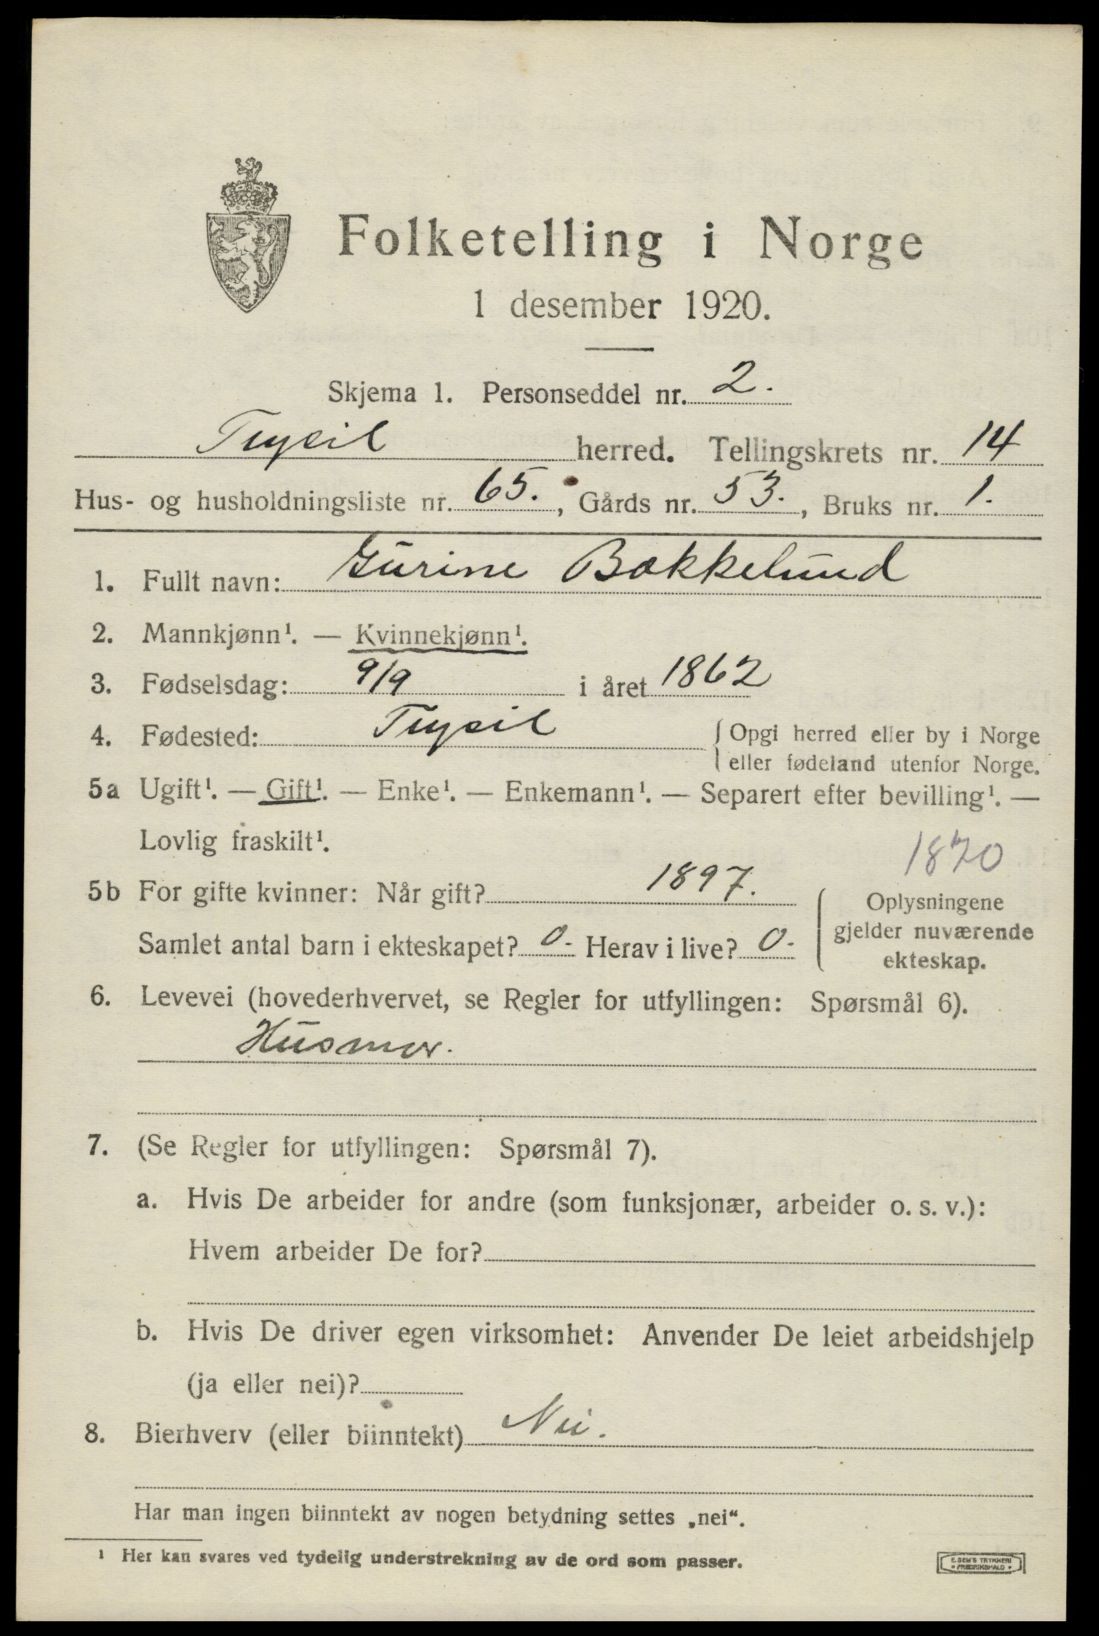 Folketelling i Norge
1 desember 1920.
Skjema 1. Personseddel nr. 2.
Trysil herred. Tellingskrets nr. 14
Hus- og husholdningsliste nr. 65., Gårds nr. 53., Bruks nr. 1.
1. Fullt navn: Gurine Bakkelund
2. Mannkjønn¹. — Kvinnekjønn¹.
3. Fødselsdag: 9/9 i året 1862
4. Fødested: Trysil { Opgi herred eller by i Norge
eller fødeland utenfor Norge.
5a Ugift¹. — Gift¹. — Enke¹. — Enkemann¹. — Separert efter bevilling¹. —
Lovlig fraskilt¹.
1870
5b For gifte kvinner: Når gift? 1897.
Samlet antal barn i ekteskapet? 0. Herav i live? 0.
Oplysningene
gjelder nuværende
ekteskap.
6. Levevei (hovederhvervet, se Regler for utfyllingen: Spørsmål 6).
Husmor.
7. (Se Regler for utfyllingen: Spørsmål 7).
a. Hvis De arbeider for andre (som funksjonær, arbeider o. s. v.):
Hvem arbeider De for?
b. Hvis De driver egen virksomhet: Anvender De leiet arbeidshjelp
(ja eller nei)?
8. Bierhverv (eller biinntekt) Nei.
Har man ingen biinntekt av nogen betydning settes „nei“.
¹ Her kan svares ved tydelig understrekning av de ord som passer.
E. SEM'S TRYKKERI
FREDRIKSHALD